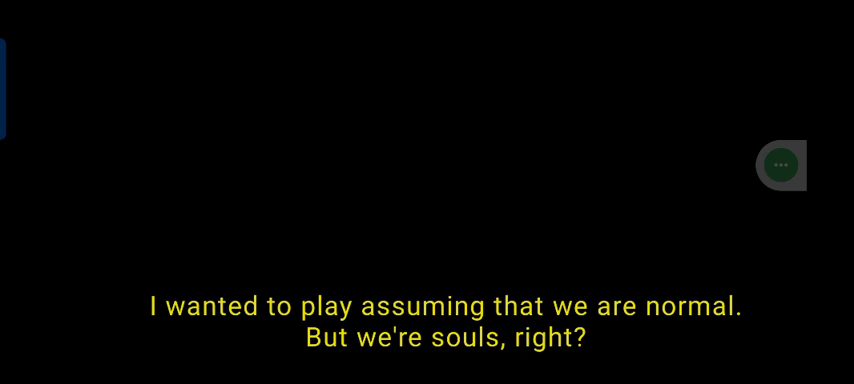 I wanted to play assuming that we are normal.
But we're souls, right?